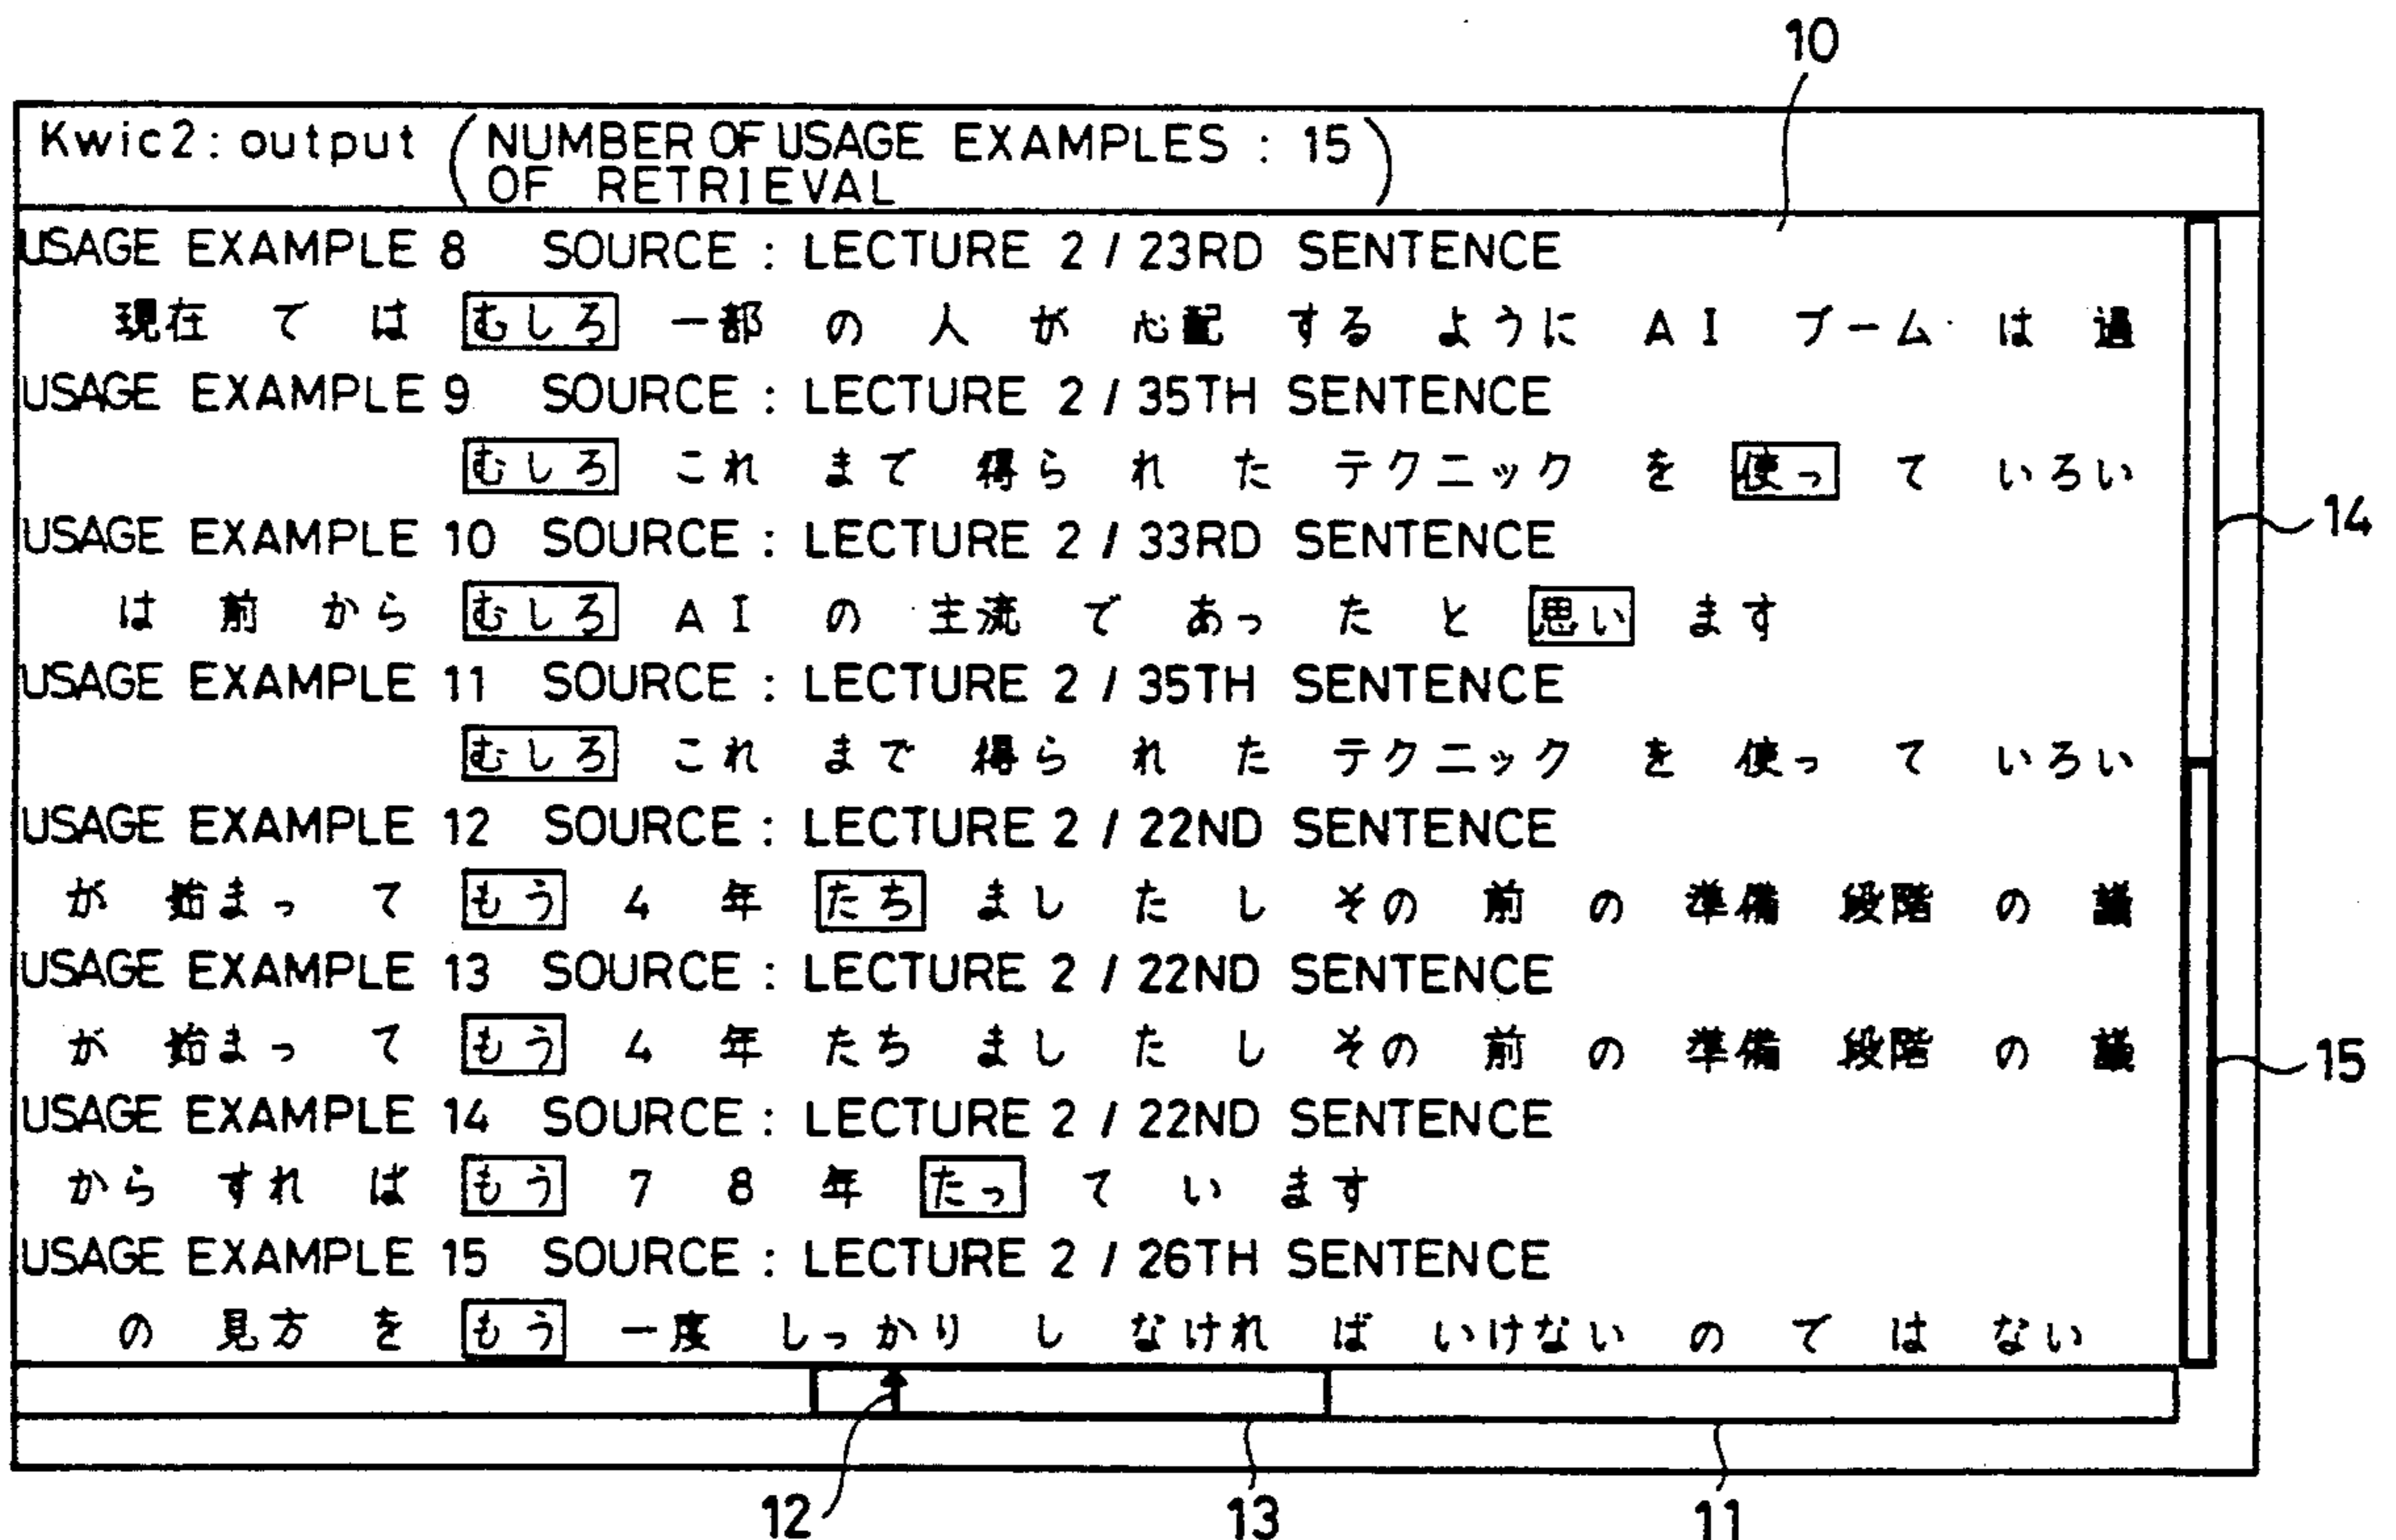 10
Kwic2: output (NUMBER OF USAGE EXAMPLES : 15)
OF RETRIEVAL
USAGE EXAMPLE 8 SOURCE : LECTURE 2 / 23RD SENTENCE
現在 で は むしろ 一部 の 人 が 心配 する ように A I ブーム は 過
USAGE EXAMPLE 9 SOURCE : LECTURE 2 / 35TH SENTENCE
むしろ これ まで 得ら れ た テクニック を 使っ て いろい
USAGE EXAMPLE 10 SOURCE : LECTURE 2 / 33RD SENTENCE
14
は 前 から むしろ A I の 主流 で あっ た と 思い ます
USAGE EXAMPLE 11 SOURCE : LECTURE 2 / 35TH SENTENCE
むしろ これ まで 得ら れ た テクニック を 使っ て いろい
USAGE EXAMPLE 12 SOURCE : LECTURE 2 / 22ND SENTENCE
が 始まっ て もう 4 年 たち まし た し その 前 の 準備 段階 の 議
USAGE EXAMPLE 13 SOURCE : LECTURE 2 / 22ND SENTENCE
が 始まっ て もう 4 年 たち まし た し その 前 の 準備 段階 の 議
15
USAGE EXAMPLE 14 SOURCE : LECTURE 2 / 22ND SENTENCE
から すれ ば もう 7 8 年 たっ て い ます
USAGE EXAMPLE 15 SOURCE : LECTURE 2 / 26TH SENTENCE
の 見方 を もう 一度 しっかり し なけれ ば いけない の で は ない
12 13 11